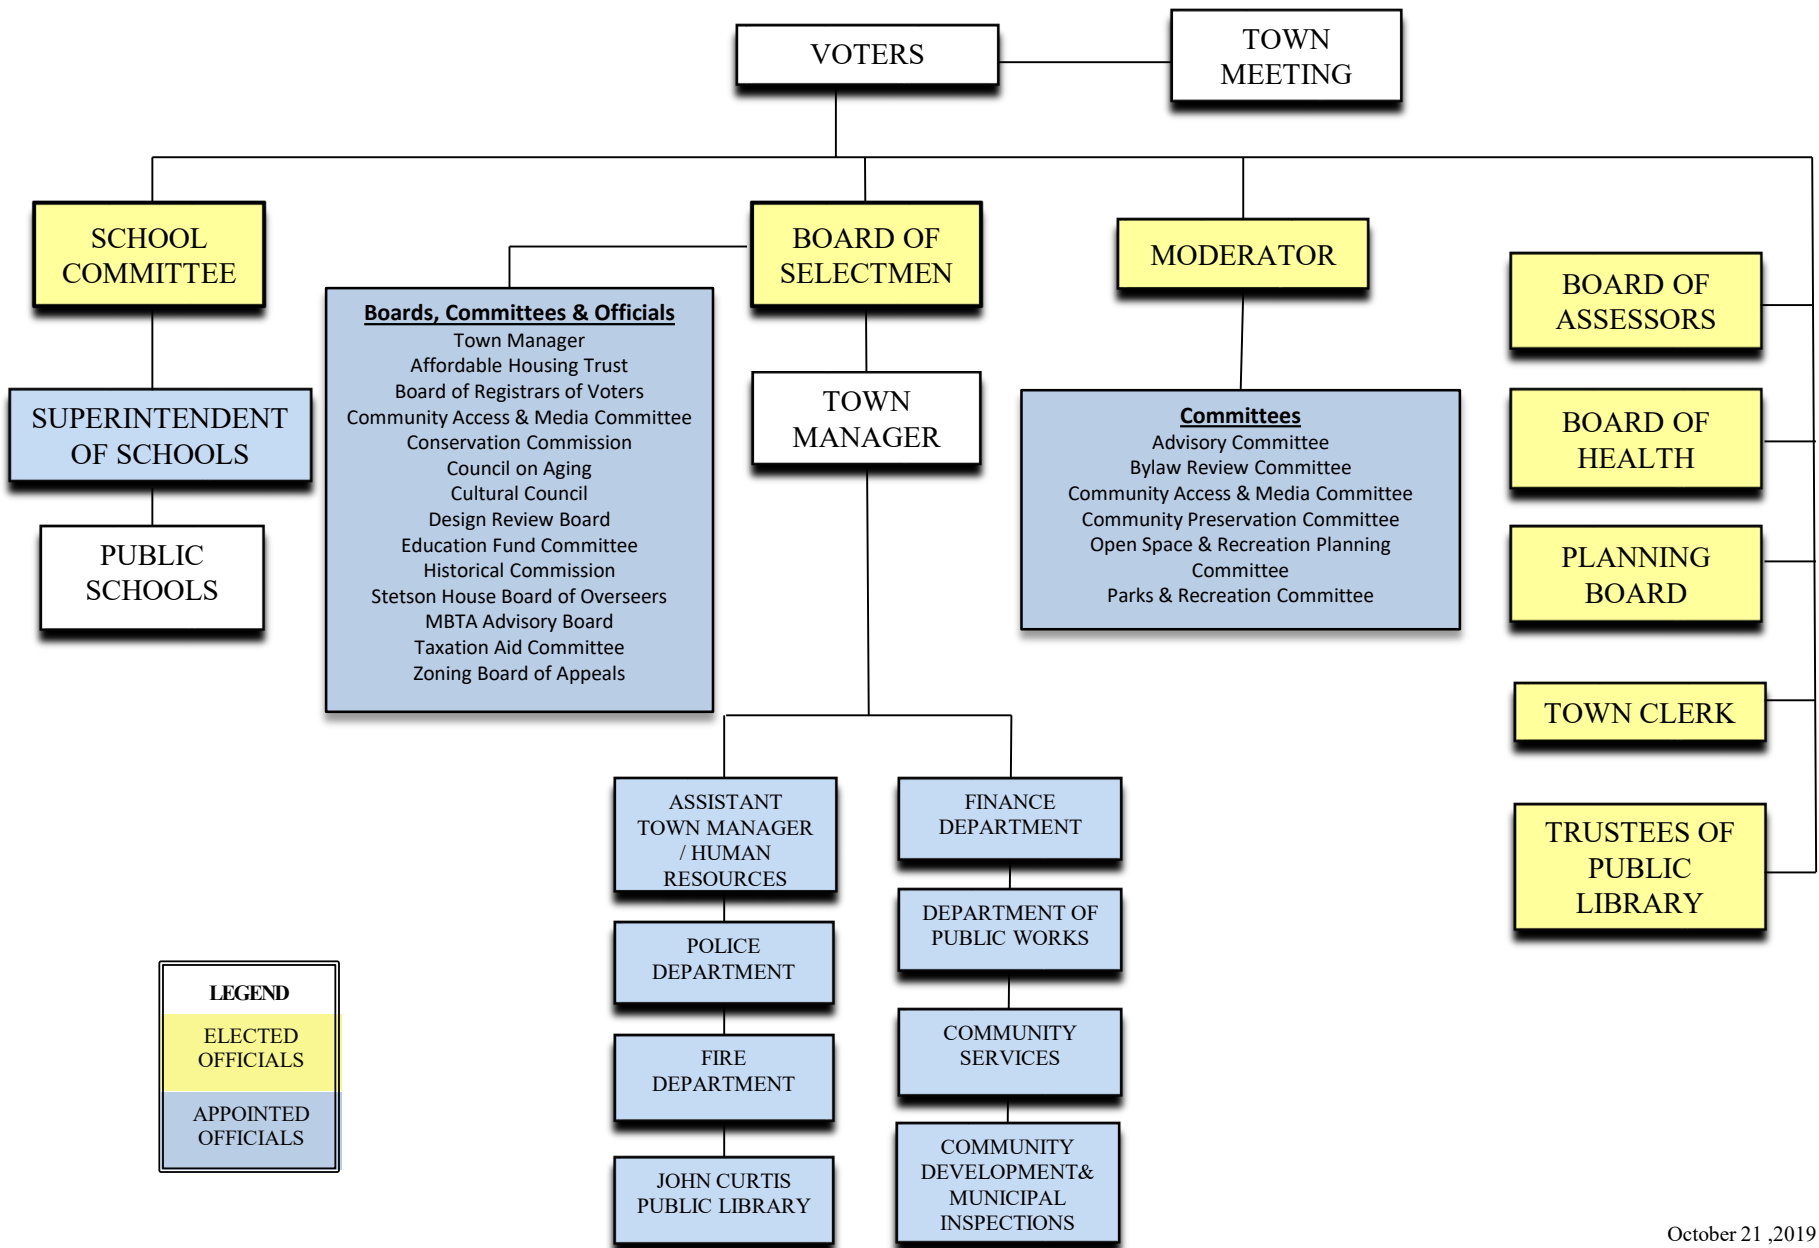 VOTERS
TOWN
MEETING
SCHOOL
COMMITTEE
BOARD OF
SELECTMEN
MODERATOR
BOARD OF
ASSESSORS
Boards, Committees & Officials
Town Manager
Affordable Housing Trust
Board of Registrars of Voters
Community Access & Media Committee
Conservation Commission
Council on Aging
Cultural Council
Design Review Board
Education Fund Committee
Historical Commission
Stetson House Board of Overseers
MBTA Advisory Board
Taxation Aid Committee
Zoning Board of Appeals
SUPERINTENDENT
OF SCHOOLS
TOWN
MANAGER
Committees
Advisory Committee
Bylaw Review Committee
Community Access & Media Committee
Community Preservation Committee
Open Space & Recreation Planning
Committee
Parks & Recreation Committee
BOARD OF
HEALTH
PUBLIC
SCHOOLS
PLANNING
BOARD
TOWN CLERK
TRUSTEES OF
PUBLIC
LIBRARY
ASSISTANT
TOWN MANAGER
/ HUMAN
RESOURCES
FINANCE
DEPARTMENT
POLICE
DEPARTMENT
DEPARTMENT OF
PUBLIC WORKS
FIRE
DEPARTMENT
COMMUNITY
SERVICES
JOHN CURTIS
PUBLIC LIBRARY
COMMUNITY
DEVELOPMENT&
MUNICIPAL
INSPECTIONS
LEGEND
ELECTED
OFFICIALS
APPOINTED
OFFICIALS
October 21 ,2019